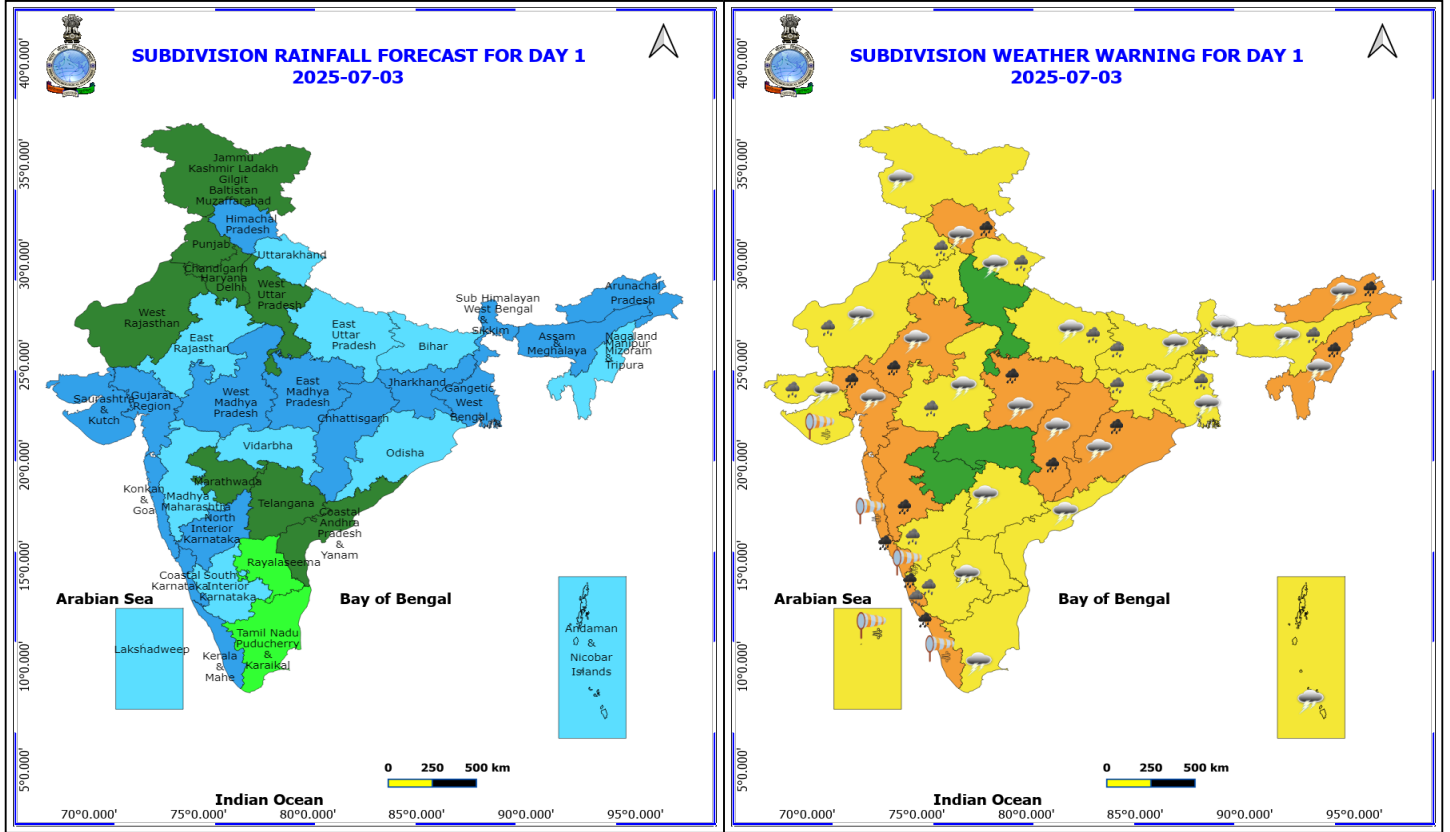 SUBDIVISION RAINFALL FORECAST FOR DAY 1
2025-07-03
40°0.000'
35°0.000'
30°0.000'
25°0.000'
20°0.000'
15°0.000'
10°0.000'
5°0.000'
Jammu
Kashmir Ladakh
Gilgit
Baltistan
Muzaffarabad
Himachal
Pradesh
Punjab
Uttarakhand
Chandigarh
Haryana
Delhi
West
Uttar
Pradesh
West
Rajasthan
East
Rajasthan
East
Uttar
Pradesh
Bihar
Sub Himalayan
West Bengal
&
Sikkim
Arunachal
Pradesh
Assam
&
Meghalaya
Nagaland
Manipur
Mizoram
&
Tripura
Saurashtra
&
Kutch
Gujarat
Region
West
Madhya
Pradesh
East
Madhya
Pradesh
Jharkhand
Gangetic
West
Bengal
Chhattisgarh
Vidarbha
Odisha
Konkan
&
Goa
Madhya
Maharashtra
Marathwada
Telangana
North
Interior
Karnataka
Coastal
Andhra
Pradesh
&
Yanam
Rayalaseema
Coastal
Karnataka
South
Interior
Karnataka
Tamil Nadu
Puducherry
&
Karaikal
Kerala
&
Mahe
Arabian Sea
Lakshadweep
Bay of Bengal
Andaman
&
Nicobar
Islands
0 250 500 km
Indian Ocean
70°0.000' 75°0.000' 80°0.000' 85°0.000' 90°0.000' 95°0.000'
SUBDIVISION WEATHER WARNING FOR DAY 1
2025-07-03
40°0.000'
35°0.000'
30°0.000'
25°0.000'
20°0.000'
15°0.000'
10°0.000'
5°0.000'
Arabian Sea
Bay of Bengal
0 250 500 km
Indian Ocean
70°0.000' 75°0.000' 80°0.000' 85°0.000' 90°0.000' 95°0.000'